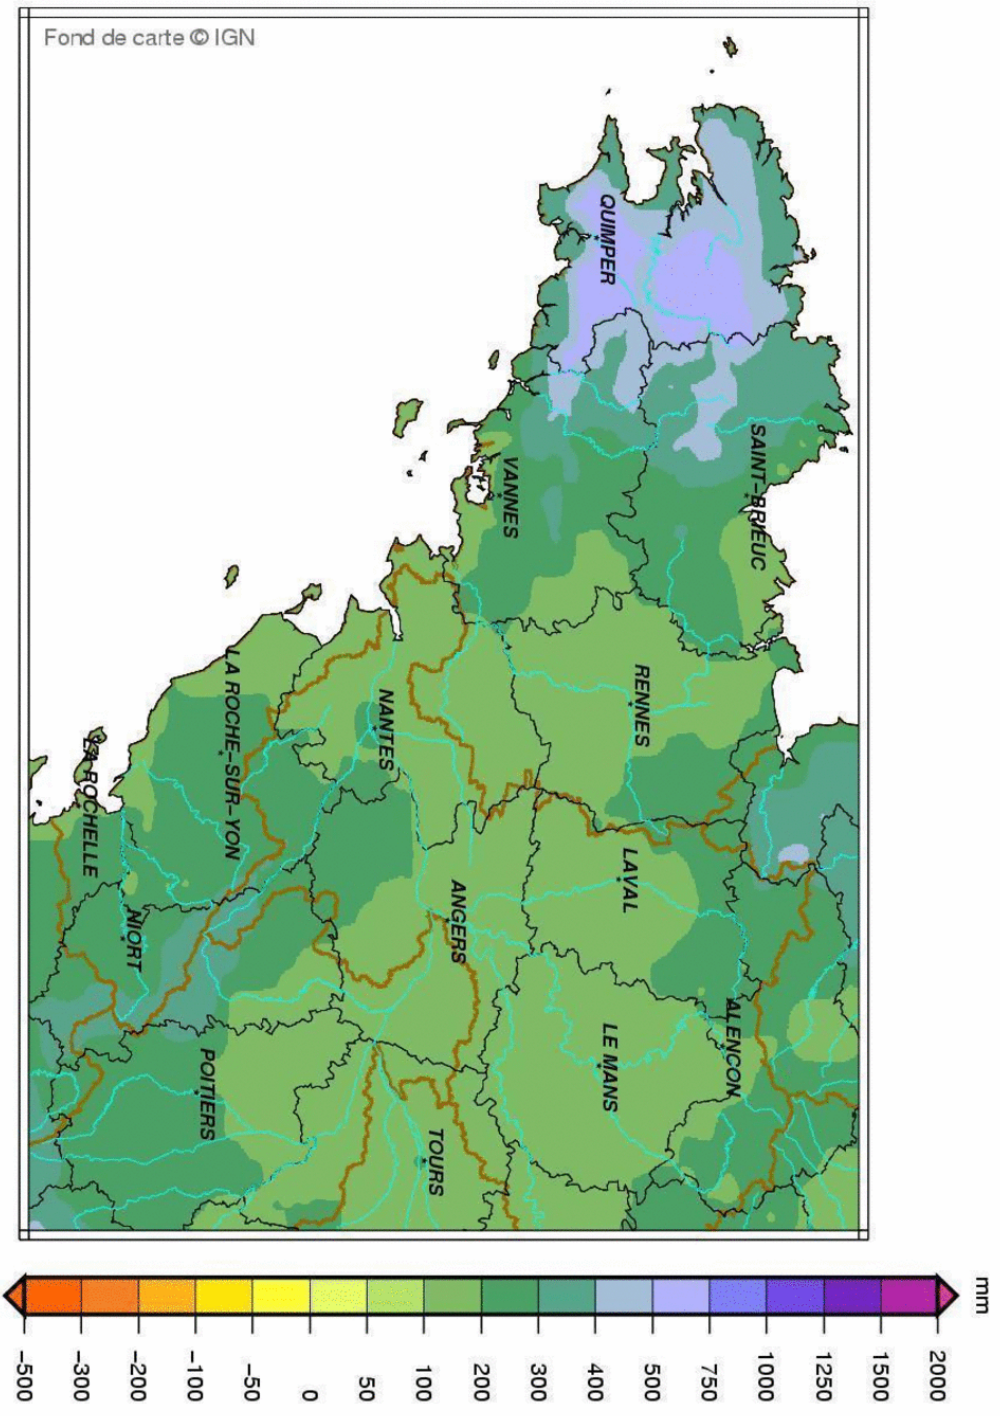 Fond de carte © IGN
QUIMPER
SAINT-BRIEUC
VANNES
RENNES
LA ROCHE-SUR-YON
NANTES
LA ROCHELLE
LAVAL
ANGERS
NIORT
ALENCON
LE MANS
POITIERS
TOURS
mm
-500 -300 -200 -100 -50 0 50 100 200 300 400 500 750 1000 1250 1500 2000